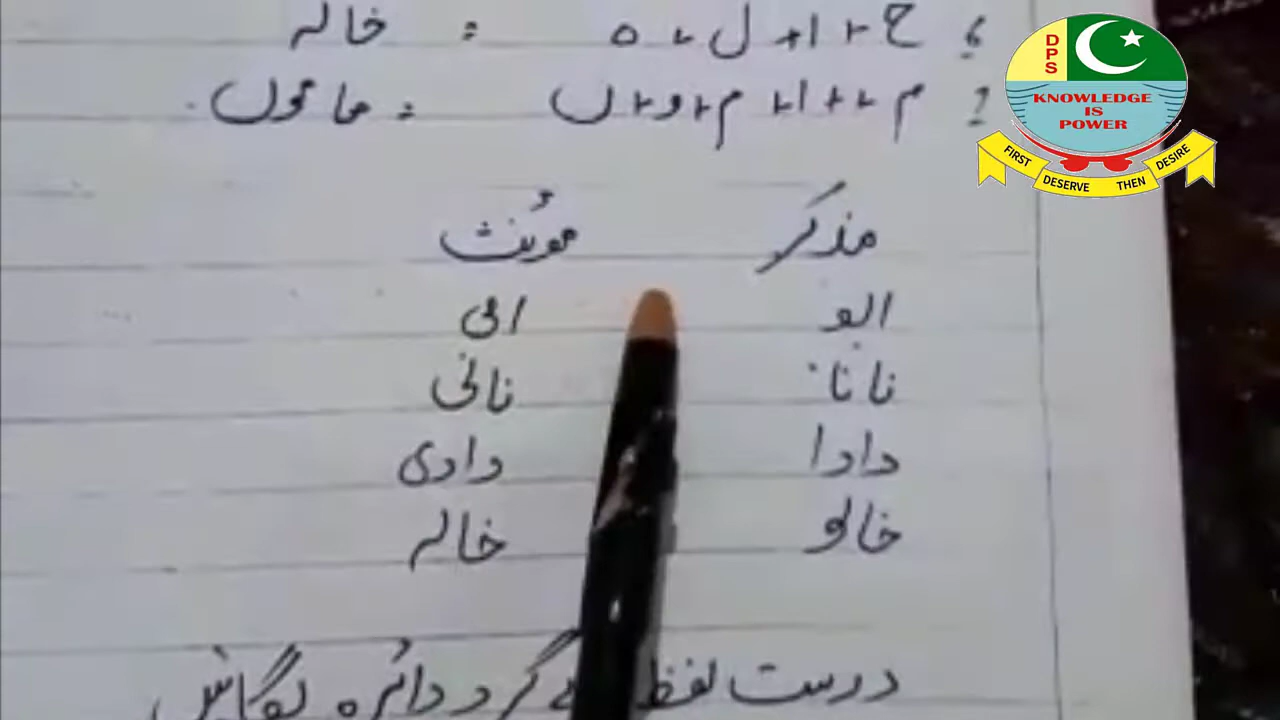 ۶ خ + ا + ل + ہ : خالہ
؟ م + ا + م + و + ں : ماموں
مذکر مؤنث
ابو امی
نانا نانی
دادا دادی
خالو خالہ
درست لفظ کے گرد دائرہ لگائیں
DPS
KNOWLEDGE
IS
POWER
FIRST DESERVE THEN DESIRE